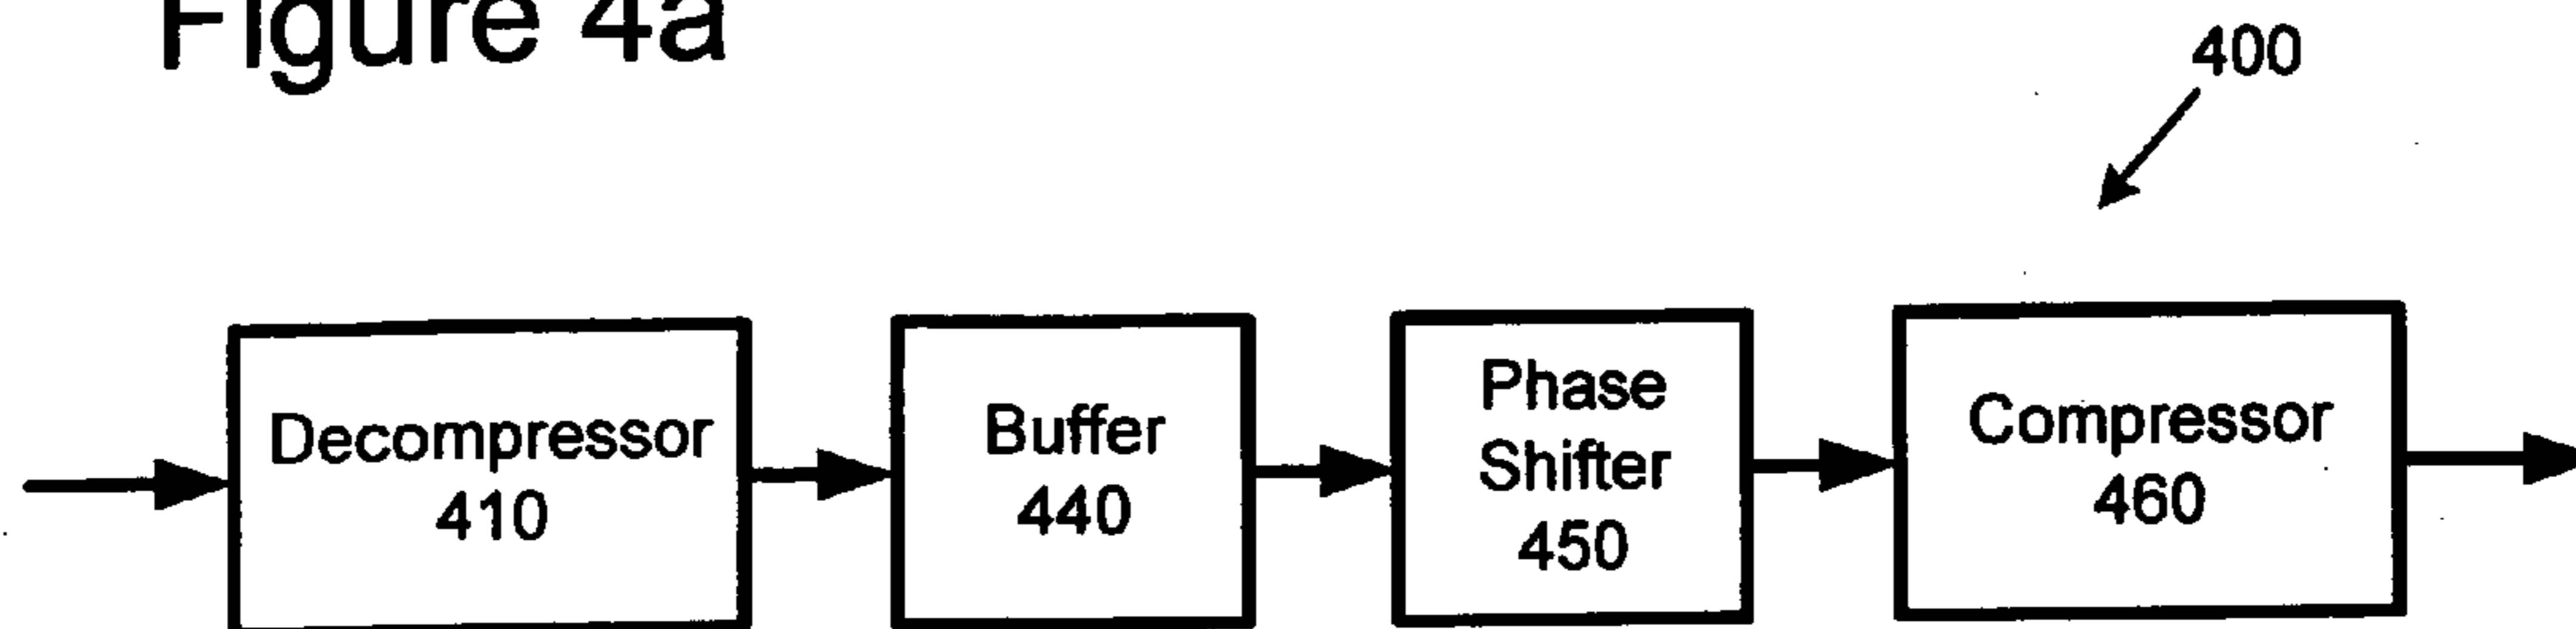 Figure 4a
400
Decompressor
410
Buffer
440
Phase
Shifter
450
Compressor
460